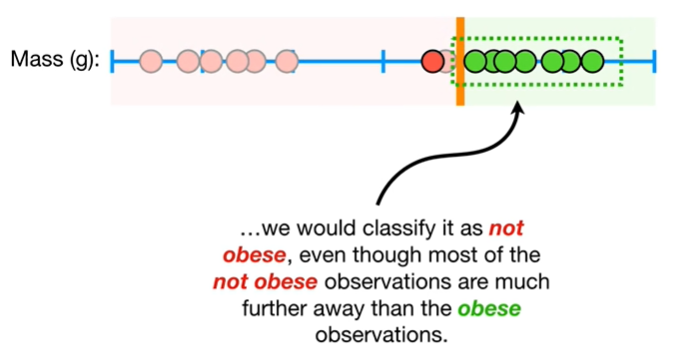 Mass (g):
...we would classify it as not
obese, even though most of the
not obese observations are much
further away than the obese
observations.